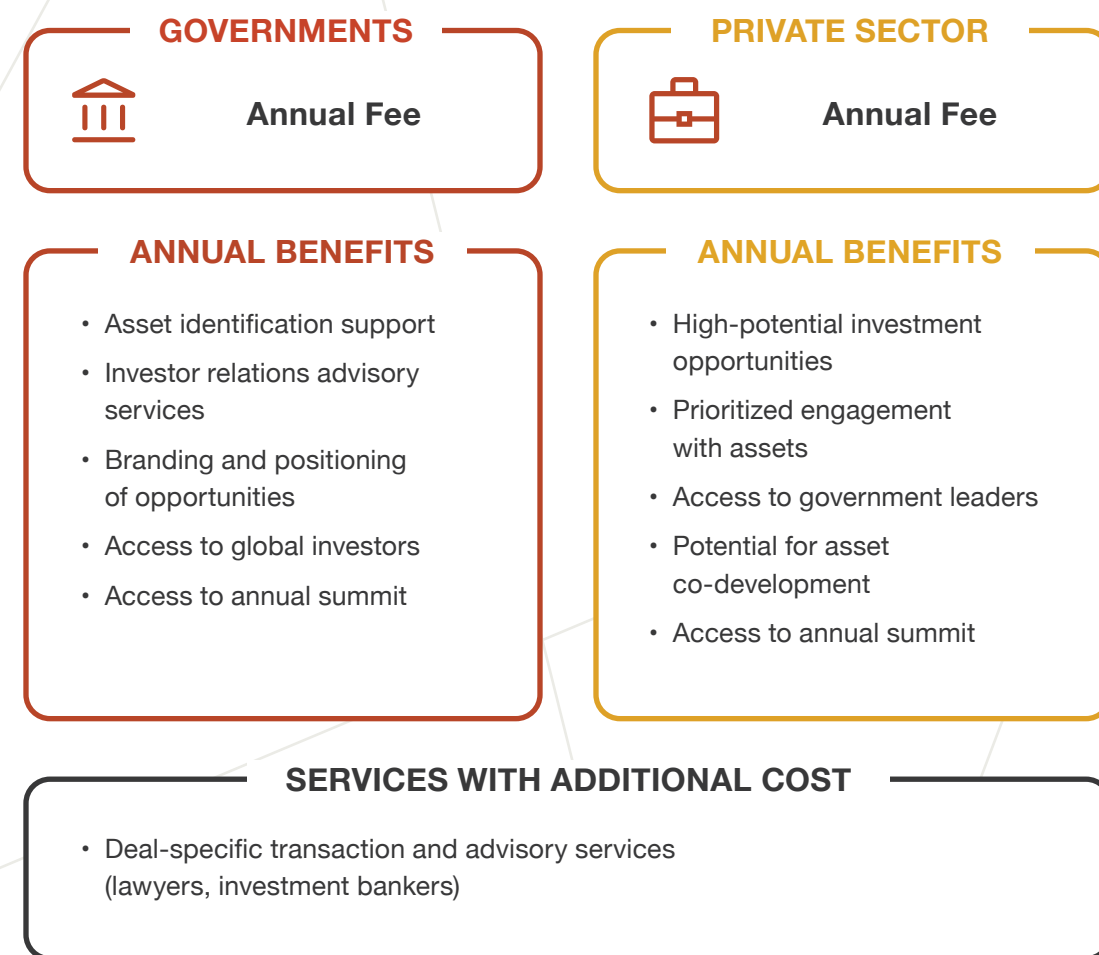 GOVERNMENTS
Annual Fee
PRIVATE SECTOR
Annual Fee
ANNUAL BENEFITS
• Asset identification support
• Investor relations advisory
services
• Branding and positioning
of opportunities
• Access to global investors
• Access to annual summit
ANNUAL BENEFITS
• High-potential investment
opportunities
• Prioritized engagement
with assets
• Access to government leaders
• Potential for asset
co-development
• Access to annual summit
SERVICES WITH ADDITIONAL COST
• Deal-specific transaction and advisory services
(lawyers, investment bankers)